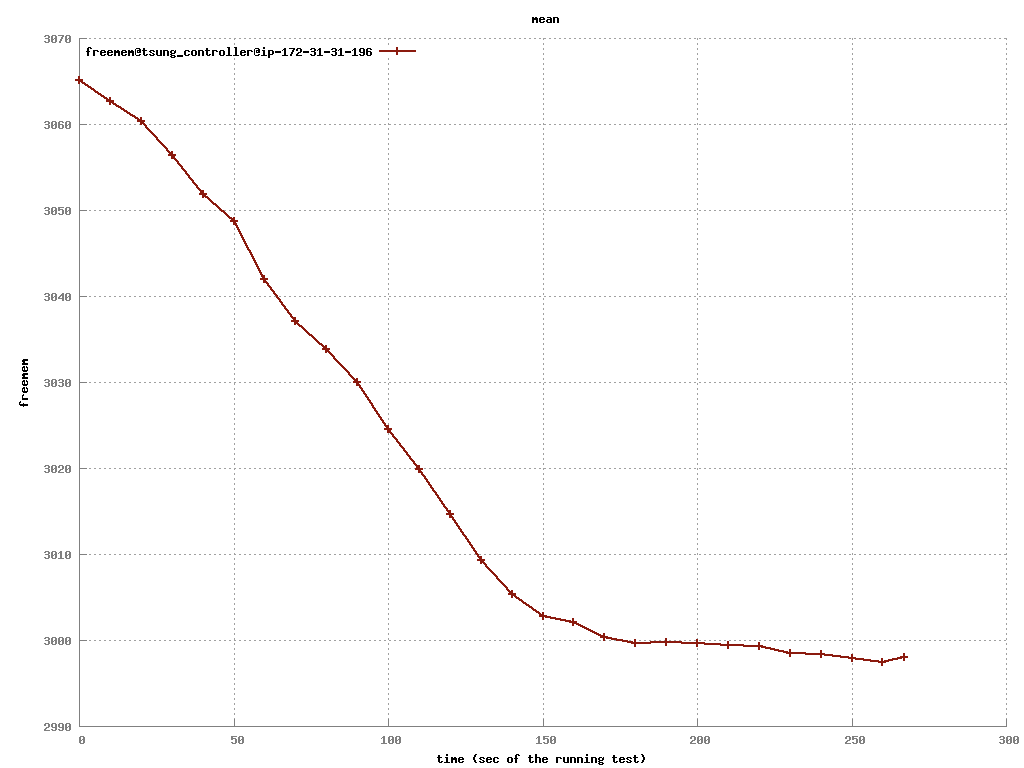 mean
freemem@tsung_controller@ip-172-31-31-196
3070
3060
3050
3040
3030
3020
3010
3000
2990
freemem
0 50 100 150 200 250 300
time (sec of the running test)